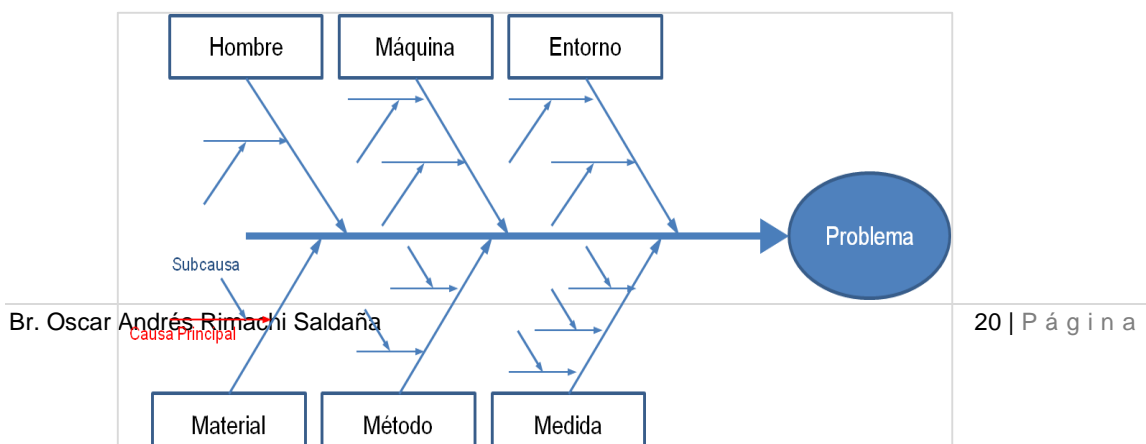 Hombre
Máquina
Entorno
Problema
Subcausa
Br. Oscar Andrés Rimachi Saldaña
20 | P á g i n a
Causa Principal
Material
Método
Medida